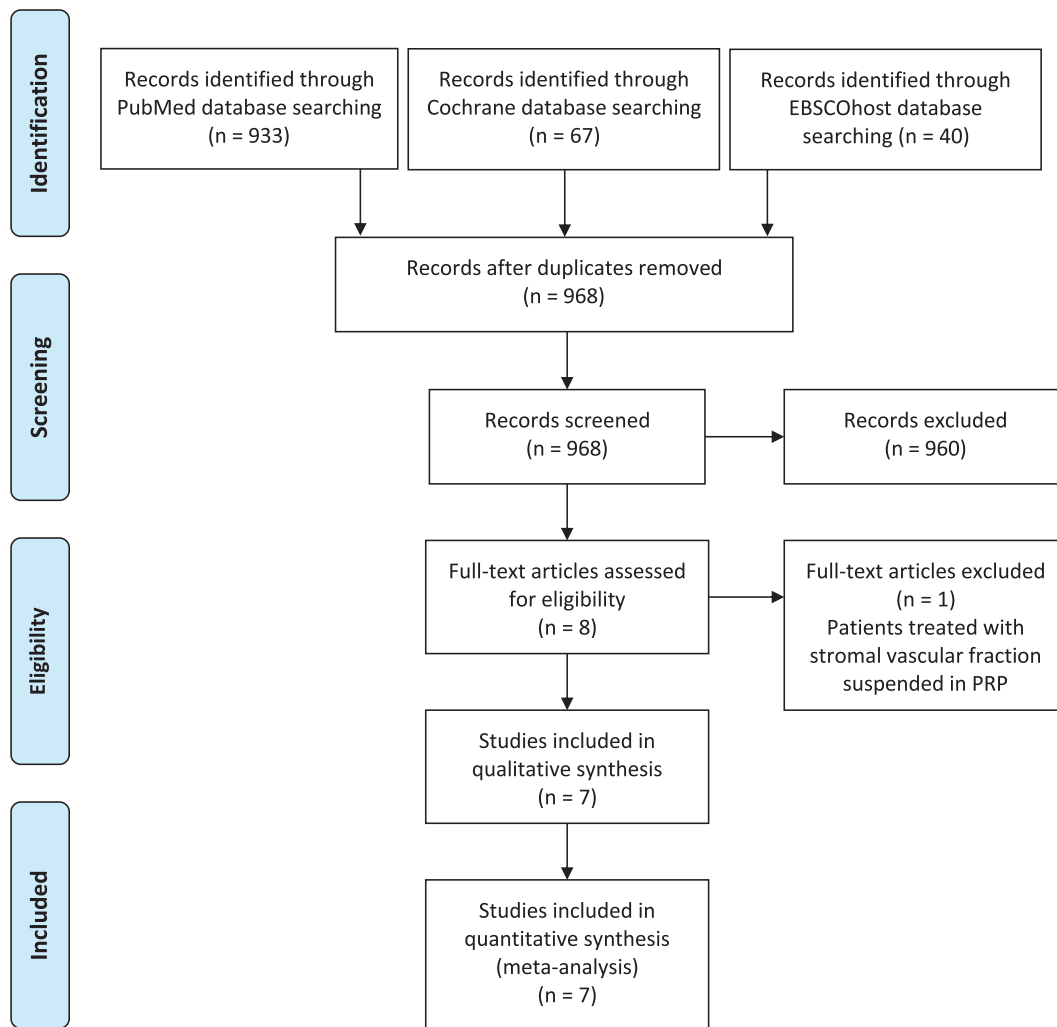 Identification
Records identified through
PubMed database searching
(n = 933)
Records identified through
Cochrane database searching
(n = 67)
Records identified through
EBSCOhost database
searching (n = 40)
Records after duplicates removed
(n = 968)
Screening
Records screened
(n = 968)
Records excluded
(n = 960)
Eligibility
Full-text articles assessed
for eligibility
(n = 8)
Full-text articles excluded
(n = 1)
Patients treated with
stromal vascular fraction
suspended in PRP
Studies included in
qualitative synthesis
(n = 7)
Included
Studies included in
quantitative synthesis
(meta-analysis)
(n = 7)